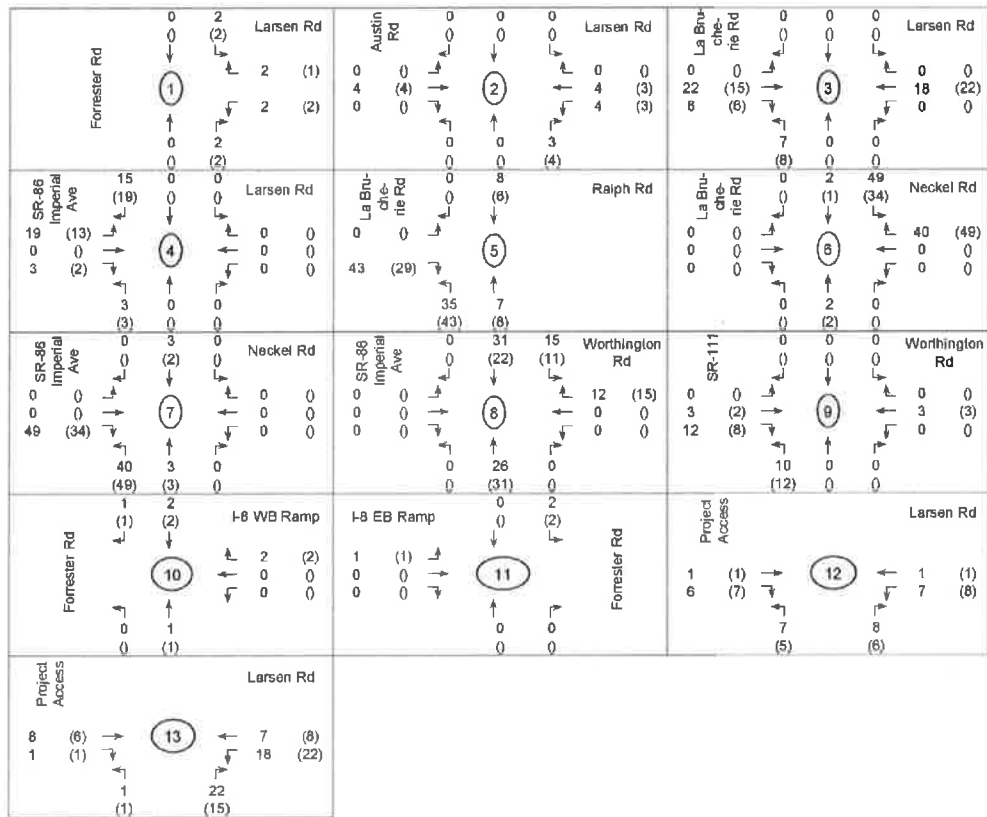 Forrester Rd
0 2
() (2)
Larsen Rd
1
2 (1)
2 (2)
0 2
() (2)
Austin
Rd
0 0 0
() () ()
Larsen Rd
0 ()
4 (4)
0 ()
2
0 ()
4 (3)
4 (3)
0 0 3
() () (4)
La Bru-
che-
rie Rd
0 0 0
() () ()
Larsen Rd
0 ()
22 (15)
8 (6)
3
0 ()
18 (22)
0 ()
7 0 0
(8) () ()
SR-86
Imperial
Ave
15 0 0
(19) () ()
Larsen Rd
19 (13)
0 ()
3 (2)
4
0 ()
0 ()
0 ()
3 0 0
(3) () ()
La Bru-
che-
rie Rd
0 8
() (6)
Ralph Rd
0 ()
43 (29)
5
35 7
(43) (8)
La Bru-
che-
rie Rd
0 2 49
() (1) (34)
Neckel Rd
0 ()
0 ()
0 ()
6
40 (49)
0 ()
0 ()
0 2 0
() (2) ()
SR-86
Imperial
Ave
0 3 0
() (2) ()
Neckel Rd
0 ()
0 ()
49 (34)
7
0 ()
0 ()
0 ()
40 3 0
(49) (3) ()
SR-86
Imperial
Ave
0 31 15
() (22) (11)
Worthington
Rd
0 ()
0 ()
0 ()
8
12 (15)
0 ()
0 ()
0 26 0
() (31) ()
SR-111
0 0 0
() () ()
Worthington
Rd
0 ()
3 (2)
12 (8)
9
0 ()
3 (3)
0 ()
10 0 0
(12) () ()
Forrester Rd
1 2
(1) (2)
I-8 WB Ramp
10
2 (2)
0 ()
0 ()
0 1
() (1)
I-8 EB Ramp
0 2
() (2)
1 (1)
0 ()
0 ()
11
Forrester Rd
0 0
() ()
Project
Access
Larsen Rd
1 (1)
6 (7)
12
1 (1)
7 (8)
7 8
(5) (6)
Project
Access
Larsen Rd
8 (6)
1 (1)
13
7 (8)
18 (22)
1 22
(1) (15)